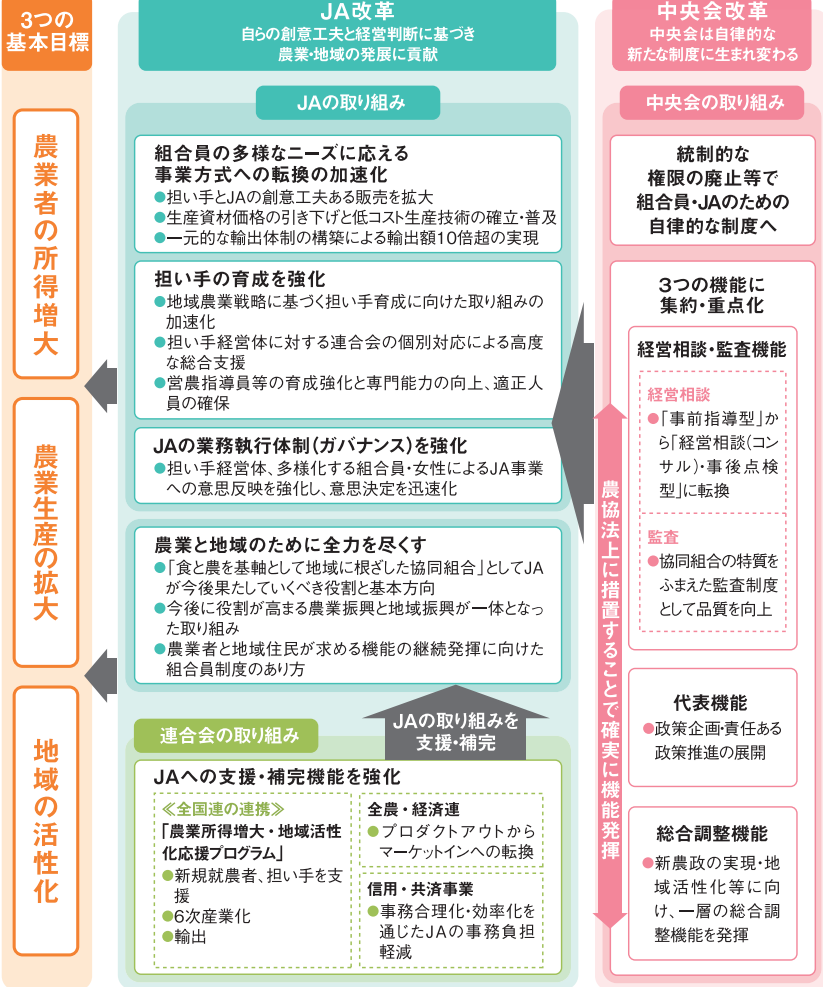 3つの
基本目標
農業者の所得増大
農業生産の拡大
地域の活性化
JA改革
自らの創意工夫と経営判断に基づき
農業・地域の発展に貢献
JAの取り組み
組合員の多様なニーズに応える
事業方式への転換の加速化
●担い手とJAの創意工夫ある販売を拡大
●生産資材価格の引き下げと低コスト生産技術の確立・普及
●一元的な輸出体制の構築による輸出額10倍超の実現
担い手の育成を強化
●地域農業戦略に基づく担い手育成に向けた取り組みの
加速化
●担い手経営体に対する連合会の個別対応による高度
な総合支援
●営農指導員等の育成強化と専門能力の向上、適正人
員の確保
JAの業務執行体制(ガバナンス)を強化
●担い手経営体、多様化する組合員・女性によるJA事業
への意思反映を強化し、意思決定を迅速化
農業と地域のために全力を尽くす
●「食と農を基軸として地域に根ざした協同組合」としてJA
が今後果たしていくべき役割と基本方向
●今後に役割が高まる農業振興と地域振興が一体となっ
た取り組み
●農業者と地域住民が求める機能の継続発揮に向けた
組合員制度のあり方
JAの取り組みを
支援・補完
連合会の取り組み
JAへの支援・補完機能を強化
≪全国連の連携≫
「農業所得増大・地域活性
化応援プログラム」
●新規就農者、担い手を支
援
●6次産業化
●輸出
全農・経済連
●プロダクトアウトから
マーケットインへの転換
信用・共済事業
●事務合理化・効率化を
通じたJAの事務負担
軽減
中央会改革
中央会は自律的な
新たな制度に生まれ変わる
中央会の取り組み
統制的な
権限の廃止等で
組合員・JAのための
自律的な制度へ
3つの機能に
集約・重点化
農協法上に措置することで確実に機能発揮
経営相談・監査機能
経営相談
●「事前指導型」か
ら「経営相談(コン
サル)・事後点検
型」に転換
監査
●協同組合の特質を
ふまえた監査制度
として品質を向上
代表機能
●政策企画・責任ある
政策推進の展開
総合調整機能
●新農政の実現・地
域活性化等に向
け、一層の総合調
整機能を発揮